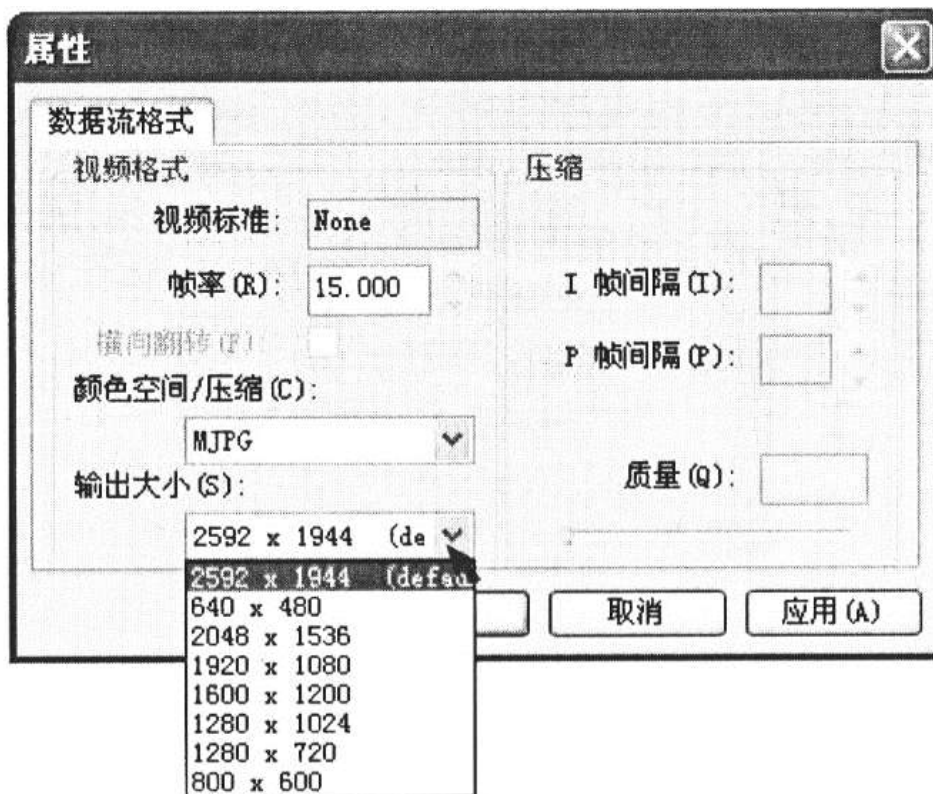 属性
数据流格式
视频格式
视频标准: None
帧率(R): 15.000
横向翻转(F):
颜色空间/压缩(C):
MJPG
输出大小(S):
2592 x 1944 (de
2592 x 1944 (defau
640 x 480
2048 x 1536
1920 x 1080
1600 x 1200
1280 x 1024
1280 x 720
800 x 600
压缩
I 帧间隔(I):
P 帧间隔(P):
质量(Q):
取消
应用(A)